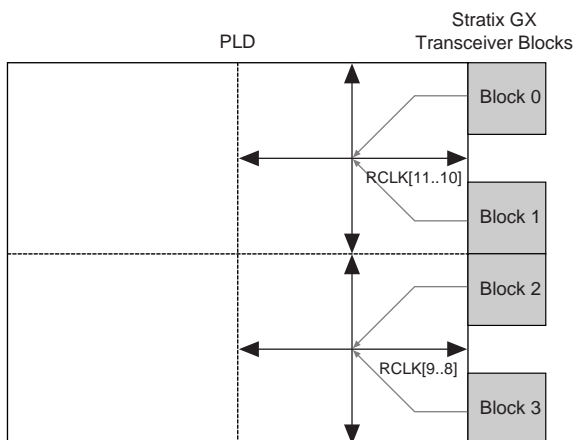 Stratix GX
PLD
Transceiver Blocks
Block 0
RCLK[11..10]
Block 1
Block 2
RCLK[9..8]
Block 3